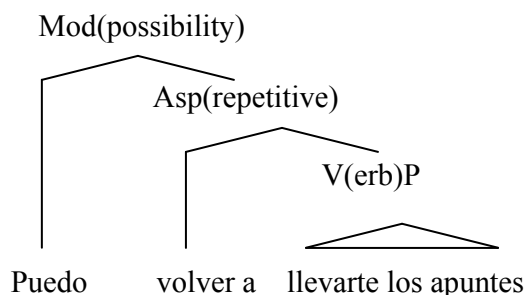 Mod(possibility)
Asp(repetitive)
V(erb)P
Puedo volver a llevarte los apuntes